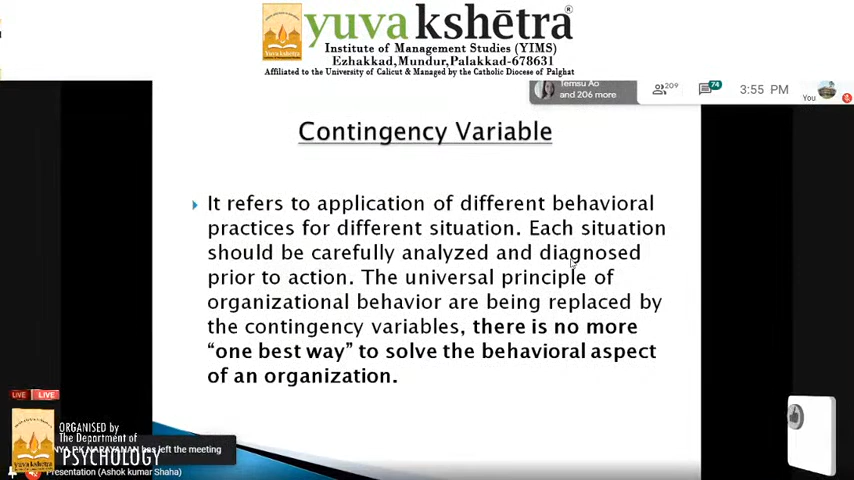 yuvakshētra®
Yuvakshetra
Institute of Management Studies (YIMS)
Ezhakkad,Mundur,Palakkad-678631
Affiliated to the University of Calicut & Managed by the Catholic Diocese of Palghat
Temsu Ao
and 206 more
209
74
3:55 PM
You
Contingency Variable
It refers to application of different behavioral
practices for different situation. Each situation
should be carefully analyzed and diagnosed
prior to action. The universal principle of
organizational behavior are being replaced by
the contingency variables, there is no more
“one best way” to solve the behavioral aspect
of an organization.
LIVE LIVE
ORGANISED by
The Department of
PSYCHOLOGY
NARAYANAN has left the meeting
Presentation (Ashok kumar Shaha)